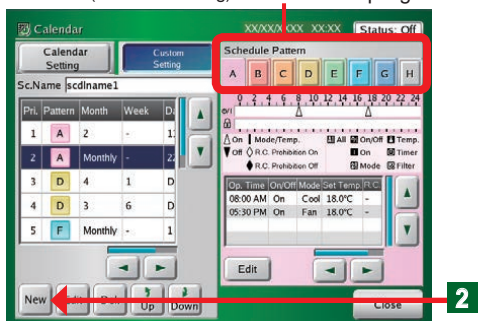 Calendar XX/XX/XXXX XX:XX Status: Off
Calendar Setting
Custom Setting
Sc.Name scdlname1
Pri. Pattern Month Week
1 A 2 -
2 A Monthly -
3 D 4 1 D
4 D 3 6 D
5 F Monthly - 1
New Up Down
Schedule Pattern
A B C D E F G H
0 2 4 6 8 10 12 14 16 18 20 22 24
On Mode/Temp. All On/Off Temp.
Off R.C. Prohibition On On Timer
R.C. Prohibition Off Mode Filter
Op. Time On/Off Mode Set Temp. R.C.
08:00 AM On Cool 18.0°C -
05:30 PM On Fan 18.0°C -
Edit
Close
2